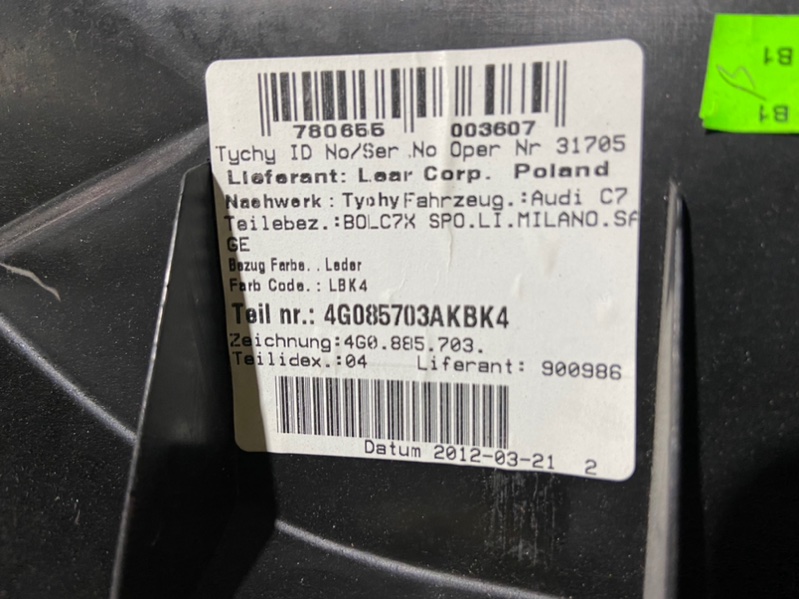 780655 003607
Tychy ID No/Ser .No Oper Nr 31705
Lieferant: Lear Corp. Poland
Naehwerk : Tychy Fahrzeug.:Audi C7
Teilebez.:BOLC7X SPO.LI.MILANO.SA
GE
Bezug Farbe. . Leder
Farb Code. : LBK4
Teil nr.: 4G085703AKBK4
Zeichnung:4G0.885.703.
Teilidex.:04 Liferant: 900986
Datum 2012-03-21 2
B1
B1